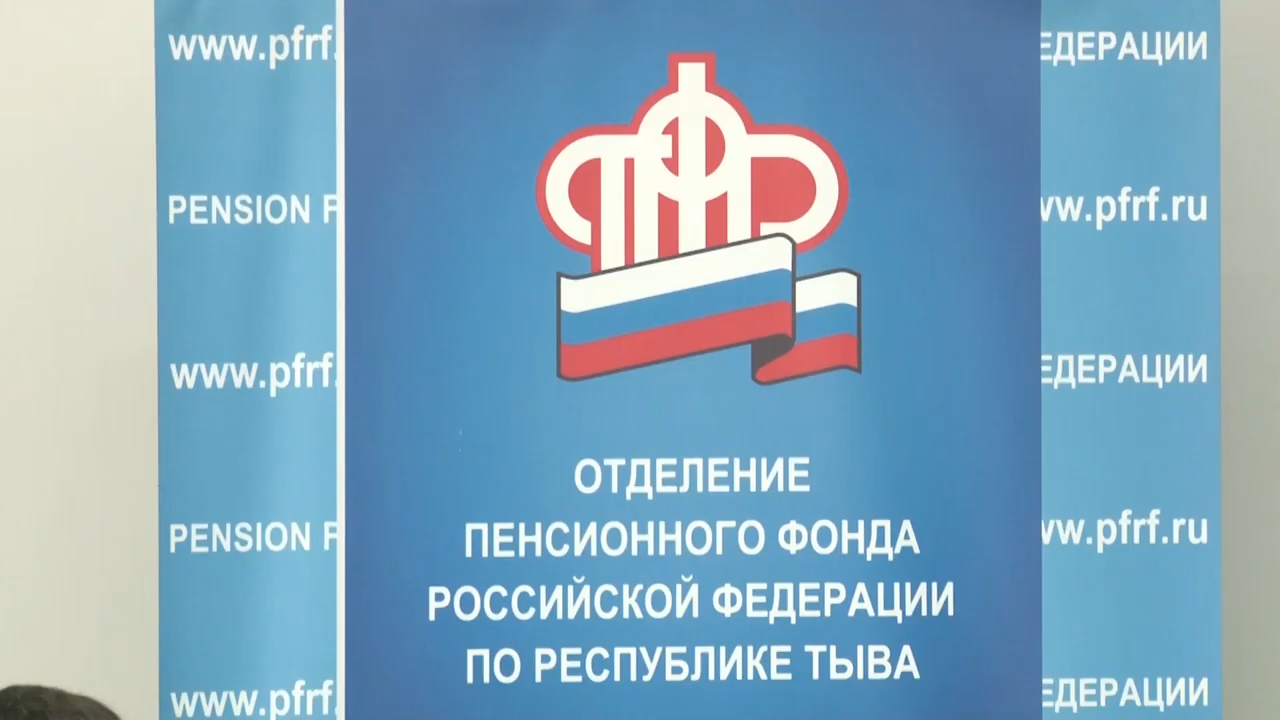 www.pfrf.
PENSION F
www.pfrf.
PENSION F
www.pfrf.
ПФР
ОТДЕЛЕНИЕ
ПЕНСИОННОГО ФОНДА
РОССИЙСКОЙ ФЕДЕРАЦИИ
ПО РЕСПУБЛИКЕ ТЫВА
ЕДЕРАЦИИ
ww.pfrf.ru
ЕДЕРАЦИИ
ww.pfrf.ru
ЕДЕРАЦИИ